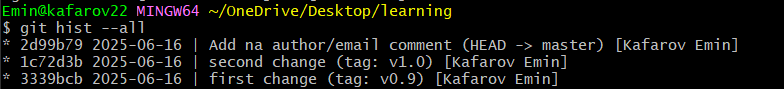 Emin@kafarov22 MINGW64 ~/OneDrive/Desktop/learning
$ git hist --all
* 2d99b79 2025-06-16 | Add na author/email comment (HEAD -> master) [Kafarov Emin]
* 1c72d3b 2025-06-16 | second change (tag: v1.0) [Kafarov Emin]
* 3339bcb 2025-06-16 | first change (tag: v0.9) [Kafarov Emin]